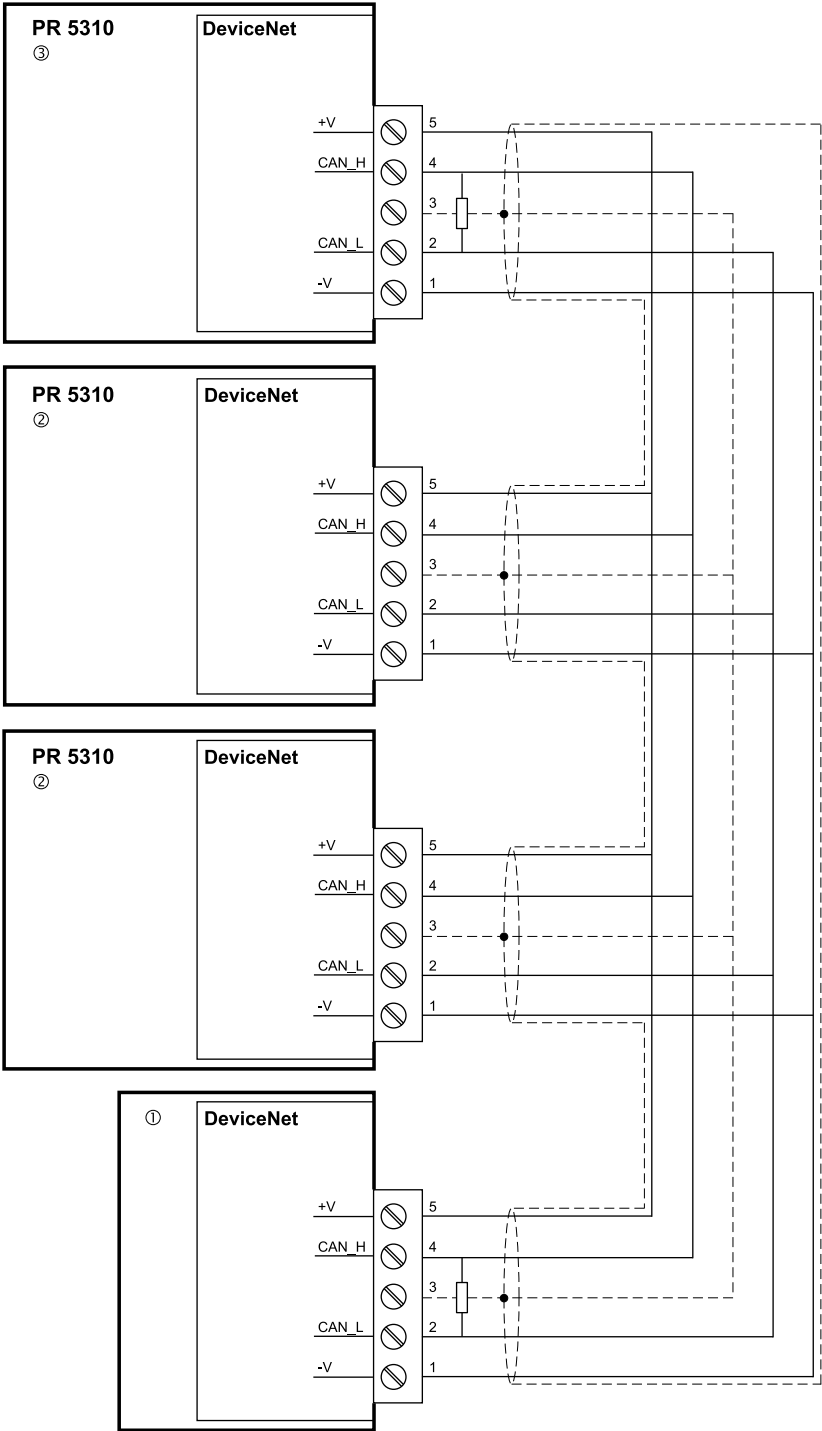 PR 5310 DeviceNet
③
+V 5
CAN_H 4
3
CAN_L 2
-V 1
PR 5310 DeviceNet
②
+V 5
CAN_H 4
3
CAN_L 2
-V 1
PR 5310 DeviceNet
②
+V 5
CAN_H 4
3
CAN_L 2
-V 1
① DeviceNet
+V 5
CAN_H 4
3
CAN_L 2
-V 1